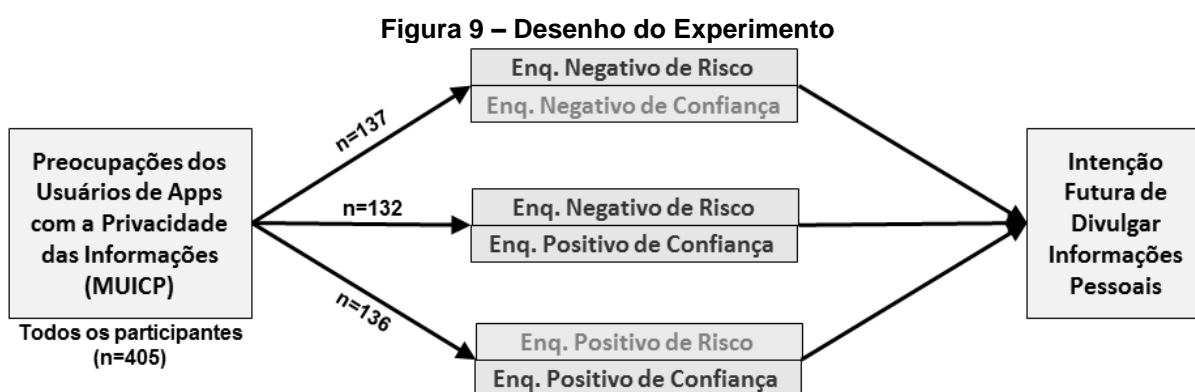 Figura 9 – Desenho do Experimento
Preocupações dos
Usuários de Apps
com a Privacidade
das Informações
(MUICP)
Todos os participantes
(n=405)
n=137
n=132
n=136
Enq. Negativo de Risco
Enq. Negativo de Confiança
Enq. Negativo de Risco
Enq. Positivo de Confiança
Enq. Positivo de Risco
Enq. Positivo de Confiança
Intenção
Futura de
Divulgar
Informações
Pessoais